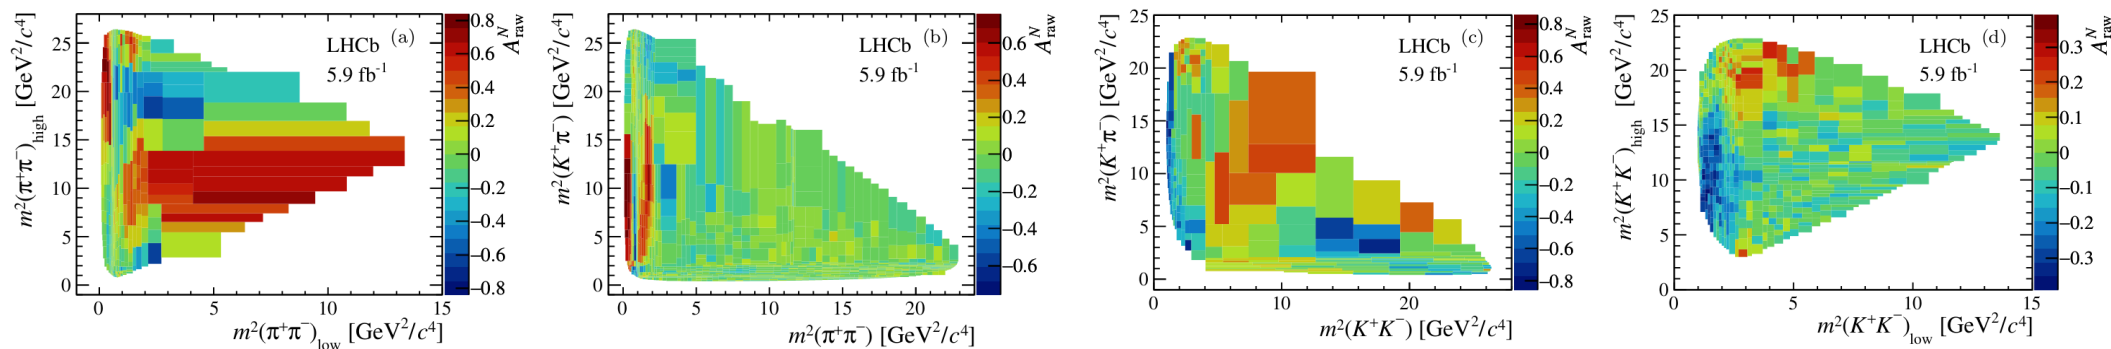 m²(π⁺π⁻)high [GeV²/c⁴]
25
20
15
10
5
0
0 5 10 15
m²(π⁺π⁻)low [GeV²/c⁴]
LHCb (a)
5.9 fb⁻¹
0.8
0.6
0.4
0.2
0
−0.2
−0.4
−0.6
−0.8
A^N_raw
m²(K⁺π⁻) [GeV²/c⁴]
25
20
15
10
5
0
0 5 10 15 20
m²(π⁺π⁻) [GeV²/c⁴]
LHCb (b)
5.9 fb⁻¹
0.6
0.4
0.2
0
−0.2
−0.4
−0.6
A^N_raw
m²(K⁺π⁻) [GeV²/c⁴]
25
20
15
10
5
0
0 10 20
m²(K⁺K⁻) [GeV²/c⁴]
(c)
LHCb
5.9 fb⁻¹
0.8
0.6
0.4
0.2
0
−0.2
−0.4
−0.6
−0.8
A^N_raw
m²(K⁺K⁻)high [GeV²/c⁴]
25
20
15
10
5
0
0 5 10 15
m²(K⁺K⁻)low [GeV²/c⁴]
(d)
LHCb
5.9 fb⁻¹
0.3
0.2
0.1
0
−0.1
−0.2
−0.3
A^N_raw